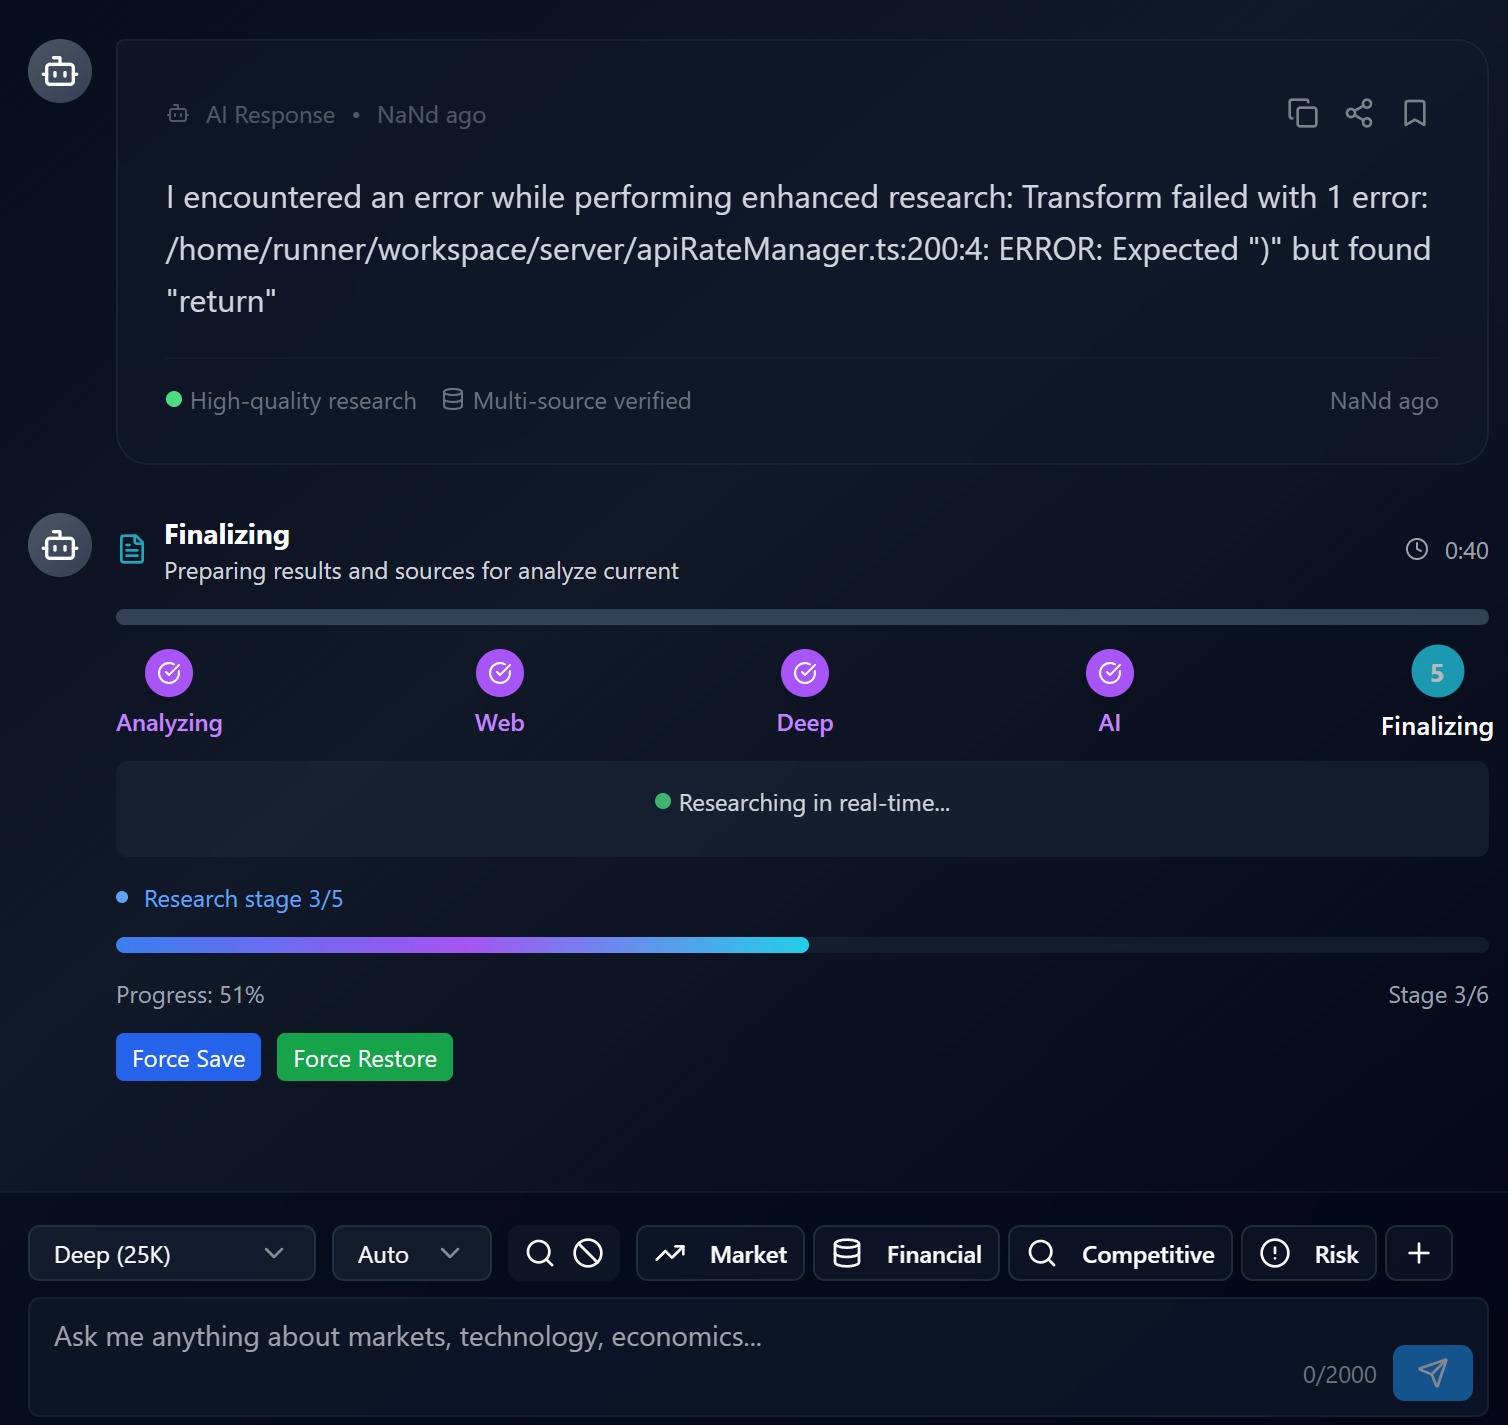 AI Response • NaNd ago
I encountered an error while performing enhanced research: Transform failed with 1 error:
/home/runner/workspace/server/apiRateManager.ts:200:4: ERROR: Expected ")" but found
"return"
High-quality research Multi-source verified NaNd ago
Finalizing
Preparing results and sources for analyze current
0:40
5
Analyzing Web Deep AI Finalizing
Researching in real-time...
Research stage 3/5
Progress: 51% Stage 3/6
Force Save Force Restore
Deep (25K) Auto Market Financial Competitive Risk
Ask me anything about markets, technology, economics...
0/2000